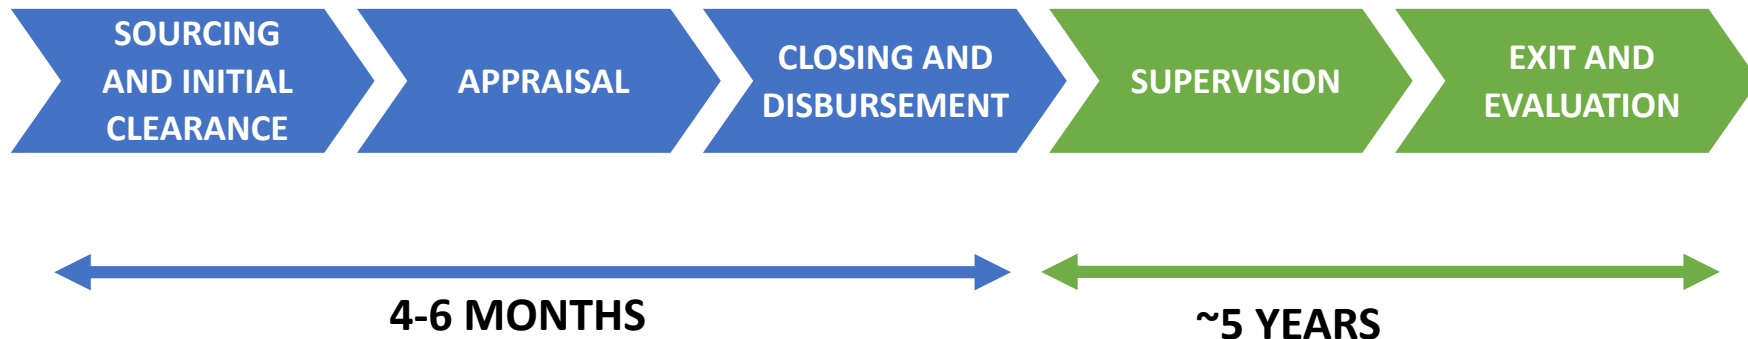 SOURCING
AND INITIAL
CLEARANCE
APPRAISAL
CLOSING AND
DISBURSEMENT
SUPERVISION
EXIT AND
EVALUATION
4-6 MONTHS
~5 YEARS